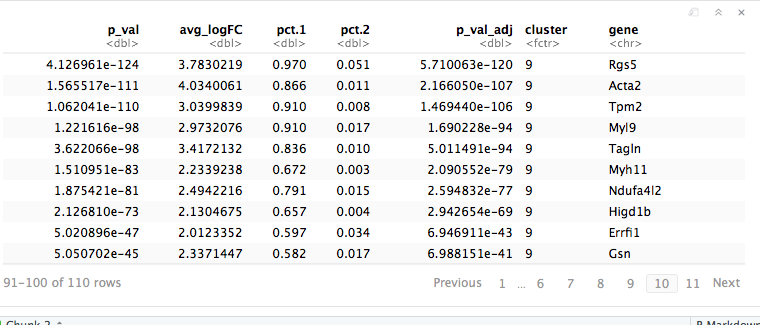 p_val avg_logFC pct.1 pct.2 p_val_adj cluster gene
<dbl> <dbl> <dbl> <dbl> <dbl> <fctr> <chr>
4.126961e-124 3.7830219 0.970 0.051 5.710063e-120 9 Rgs5
1.565517e-111 4.0340061 0.866 0.011 2.166050e-107 9 Acta2
1.062041e-110 3.0399839 0.910 0.008 1.469440e-106 9 Tpm2
1.221616e-98 2.9732076 0.910 0.017 1.690228e-94 9 Myl9
3.622066e-98 3.4172132 0.836 0.010 5.011491e-94 9 Tagln
1.510951e-83 2.2339238 0.672 0.003 2.090552e-79 9 Myh11
1.875421e-81 2.4942216 0.791 0.015 2.594832e-77 9 Ndufa4l2
2.126810e-73 2.1304675 0.657 0.004 2.942654e-69 9 Higd1b
5.020896e-47 2.0123352 0.597 0.034 6.946911e-43 9 Errfi1
5.050702e-45 2.3371447 0.582 0.017 6.988151e-41 9 Gsn
91-100 of 110 rows Previous 1 ... 6 7 8 9 10 11 Next
Chunk 2 R Markdown